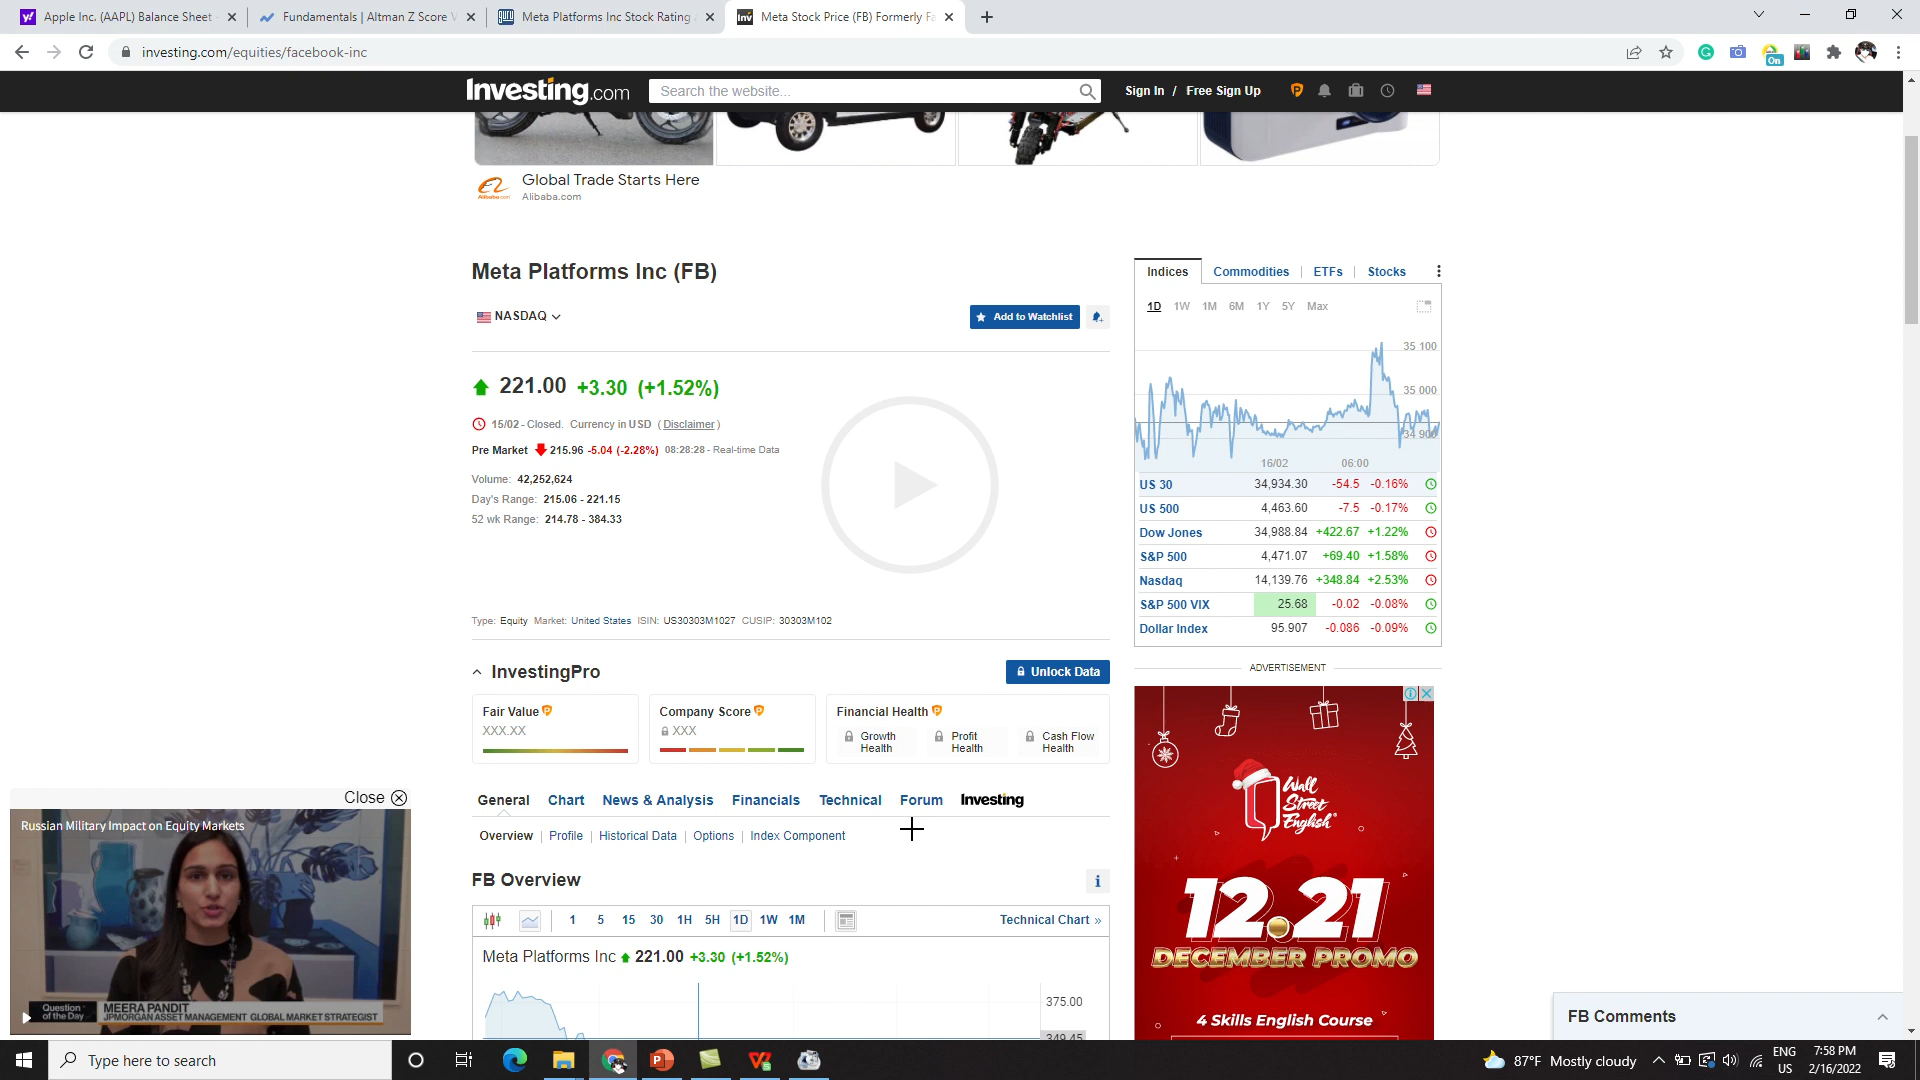 Apple Inc. (AAPL) Balance Sheet
Fundamentals | Altman Z Score V
Meta Platforms Inc Stock Rating
Meta Stock Price (FB) Formerly Fa
investing.com/equities/facebook-inc
On
Investing.com
Search the website...
Sign In / Free Sign Up
Global Trade Starts Here
Alibaba.com
Alibaba.com
Meta Platforms Inc (FB)
NASDAQ
Add to Watchlist
221.00 +3.30 (+1.52%)
15/02 - Closed. Currency in USD ( Disclaimer )
Pre Market 215.96 -5.04 (-2.28%) 08:28:28 - Real-time Data
Volume: 42,252,624
Day's Range: 215.06 - 221.15
52 wk Range: 214.78 - 384.33
Type: Equity Market: United States ISIN: US30303M1027 CUSIP: 30303M102
InvestingPro
Unlock Data
Fair Value
XXX.XX
Company Score
XXX
Financial Health
Growth Health
Profit Health
Cash Flow Health
General Chart News & Analysis Financials Technical Forum Investing
Overview | Profile | Historical Data | Options | Index Component
FB Overview
1 5 15 30 1H 5H 1D 1W 1M
Technical Chart »
Meta Platforms Inc 221.00 +3.30 (+1.52%)
375.00
349.45
Indices Commodities | ETFs | Stocks
1D 1W 1M 6M 1Y 5Y Max
35 100
35 000
34 900
16/02 06:00
US 30 34,934.30 -54.5 -0.16%
US 500 4,463.60 -7.5 -0.17%
Dow Jones 34,988.84 +422.67 +1.22%
S&P 500 4,471.07 +69.40 +1.58%
Nasdaq 14,139.76 +348.84 +2.53%
S&P 500 VIX 25.68 -0.02 -0.08%
Dollar Index 95.907 -0.086 -0.09%
ADVERTISEMENT
Wall
Street
English
12.21
DECEMBER PROMO
4 Skills English Course
Close
Russian Military Impact on Equity Markets
Question of the Day
MEERA PANDIT
JPMORGAN ASSET MANAGEMENT GLOBAL MARKET STRATEGIST
FB Comments
Type here to search
87°F Mostly cloudy
ENG
US
7:58 PM
2/16/2022